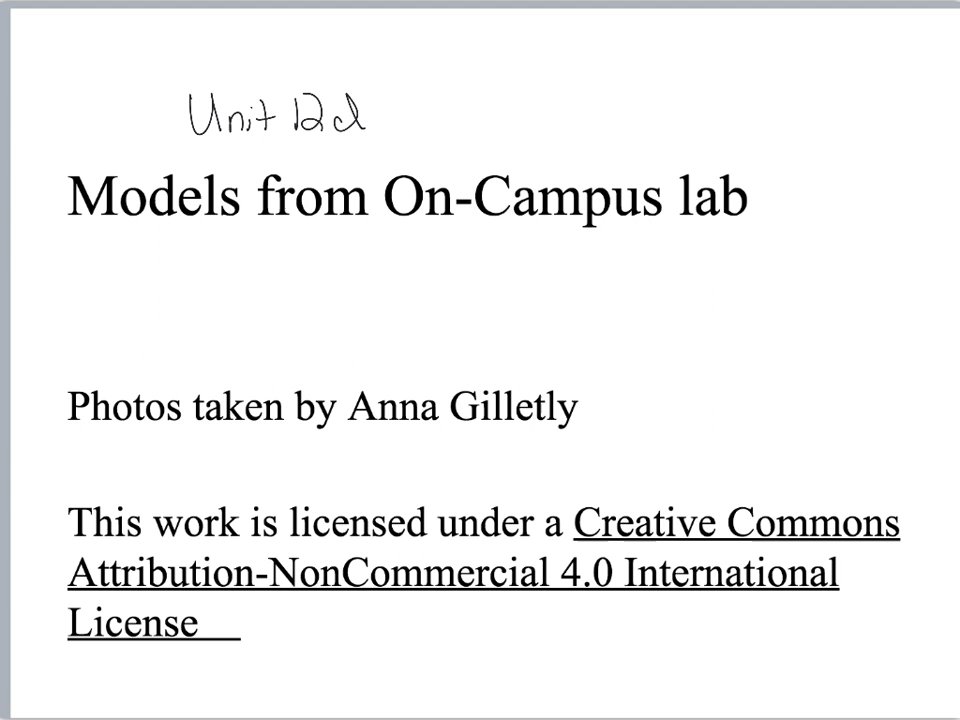 Unit 12d
Models from On-Campus lab
Photos taken by Anna Gilletly
This work is licensed under a Creative Commons
Attribution-NonCommercial 4.0 International
License